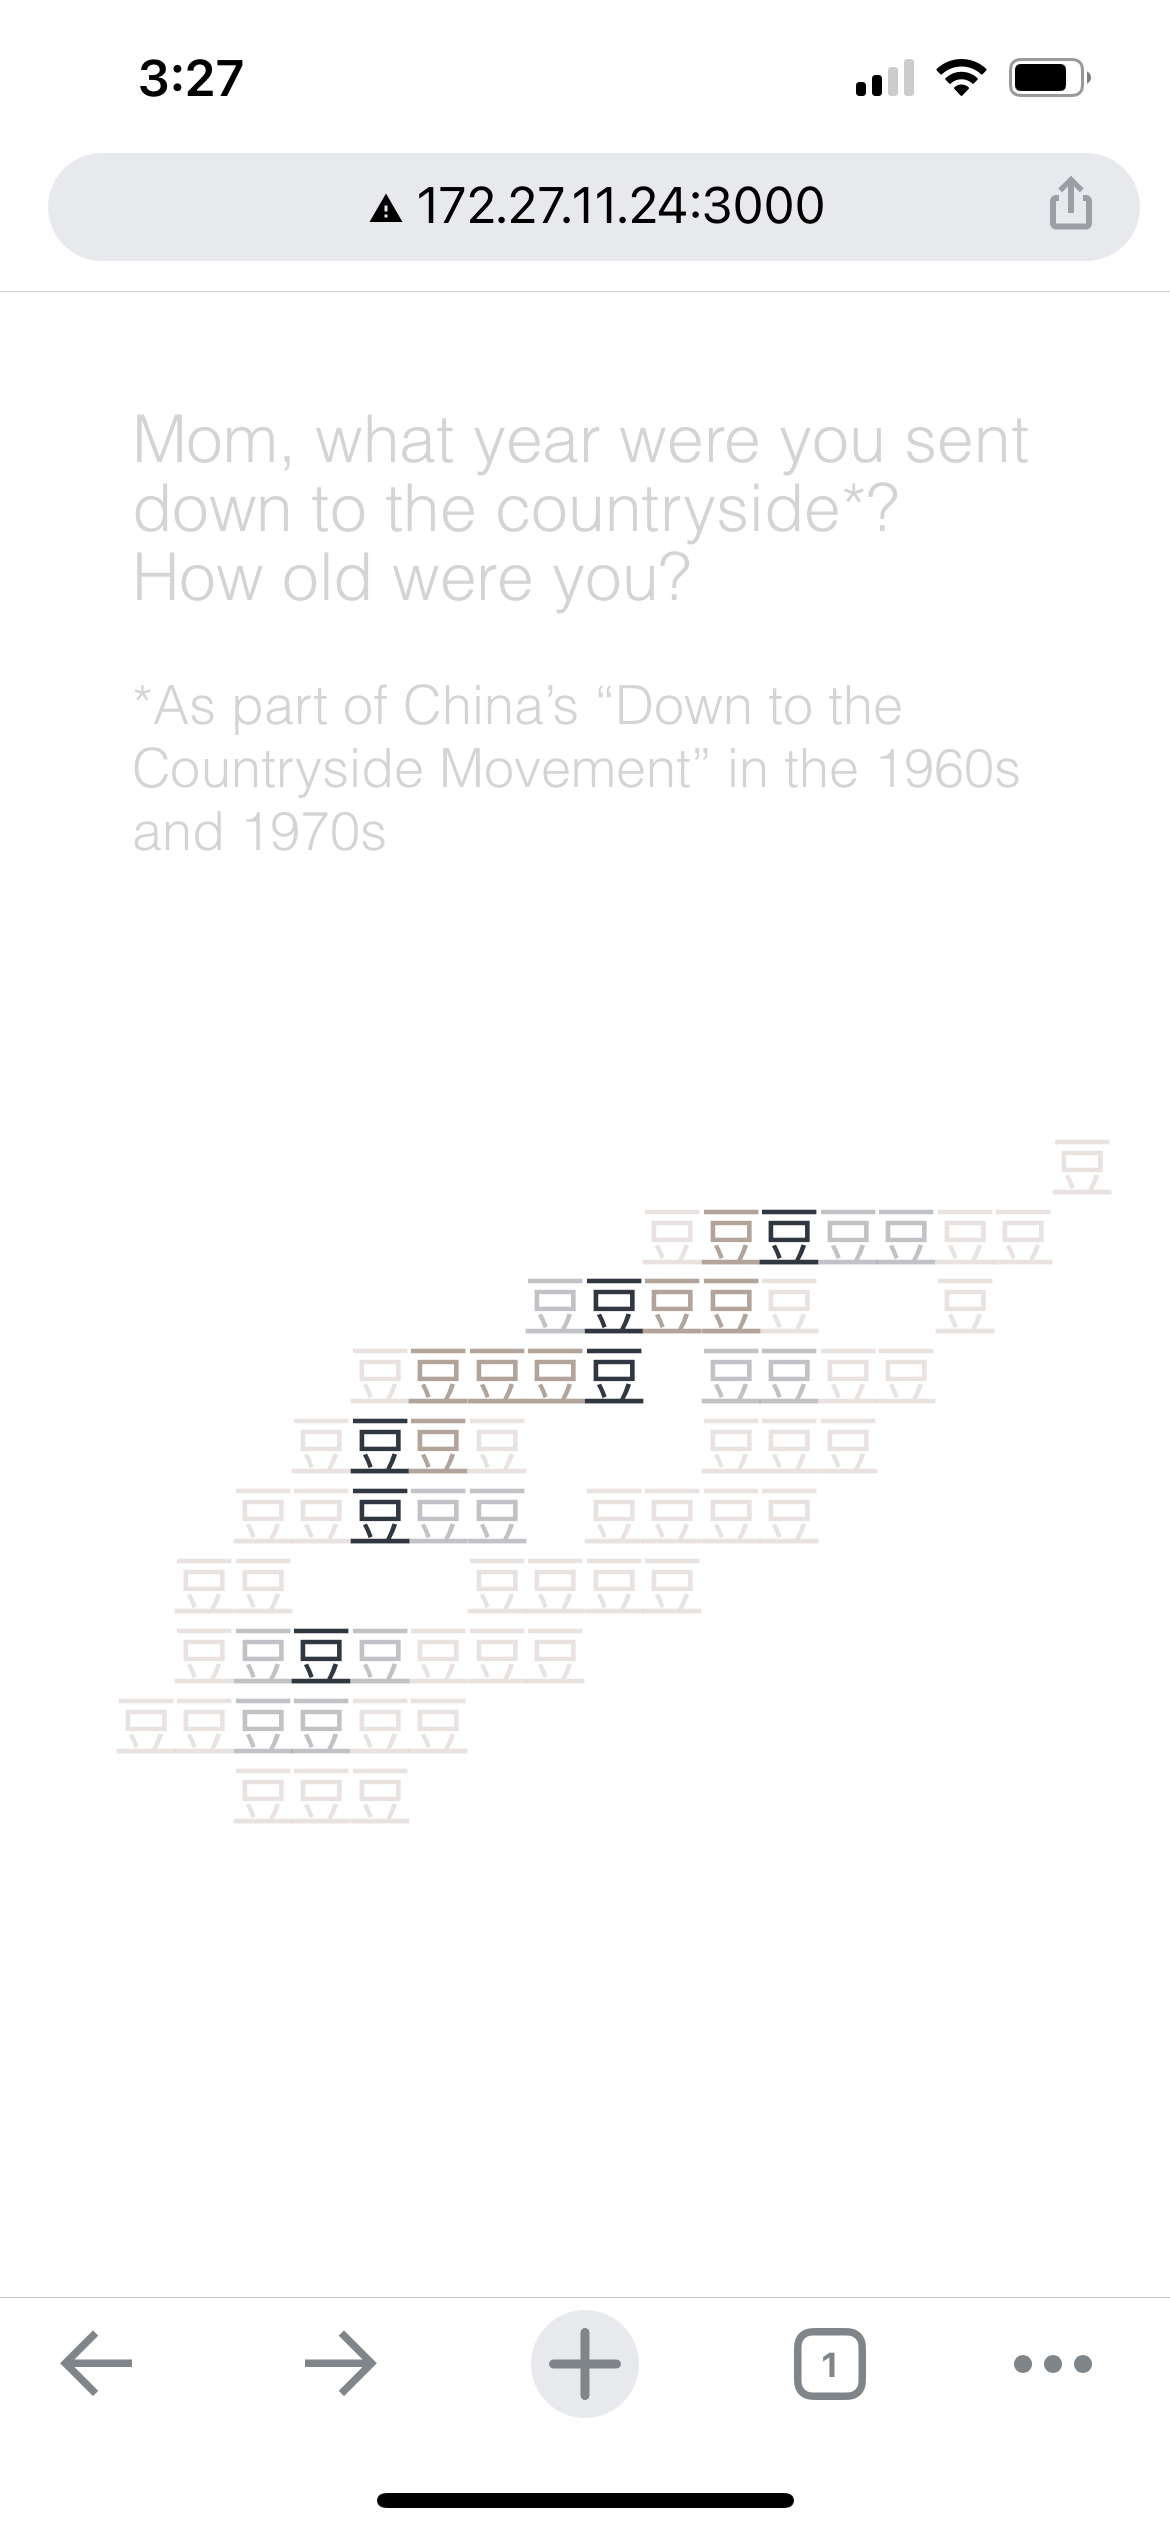 3:27
172.27.11.24:3000
Mom, what year were you sent
down to the countryside*?
How old were you?
*As part of China’s “Down to the
Countryside Movement” in the 1960s
and 1970s
豆
豆豆豆豆豆豆豆
豆豆豆豆豆 豆
豆豆豆豆豆 豆豆豆豆
豆豆豆豆 豆豆豆
豆豆豆豆豆 豆豆豆豆
豆豆 豆豆豆豆
豆豆豆豆豆豆豆
豆豆豆豆豆豆
豆豆豆
1